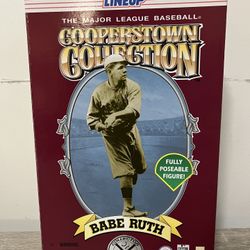 LINEUP
THE MAJOR LEAGUE BASEBALL®
COOPERSTOWN
COLLECTION
FULLY
POSEABLE
FIGURE!
BABE RUTH